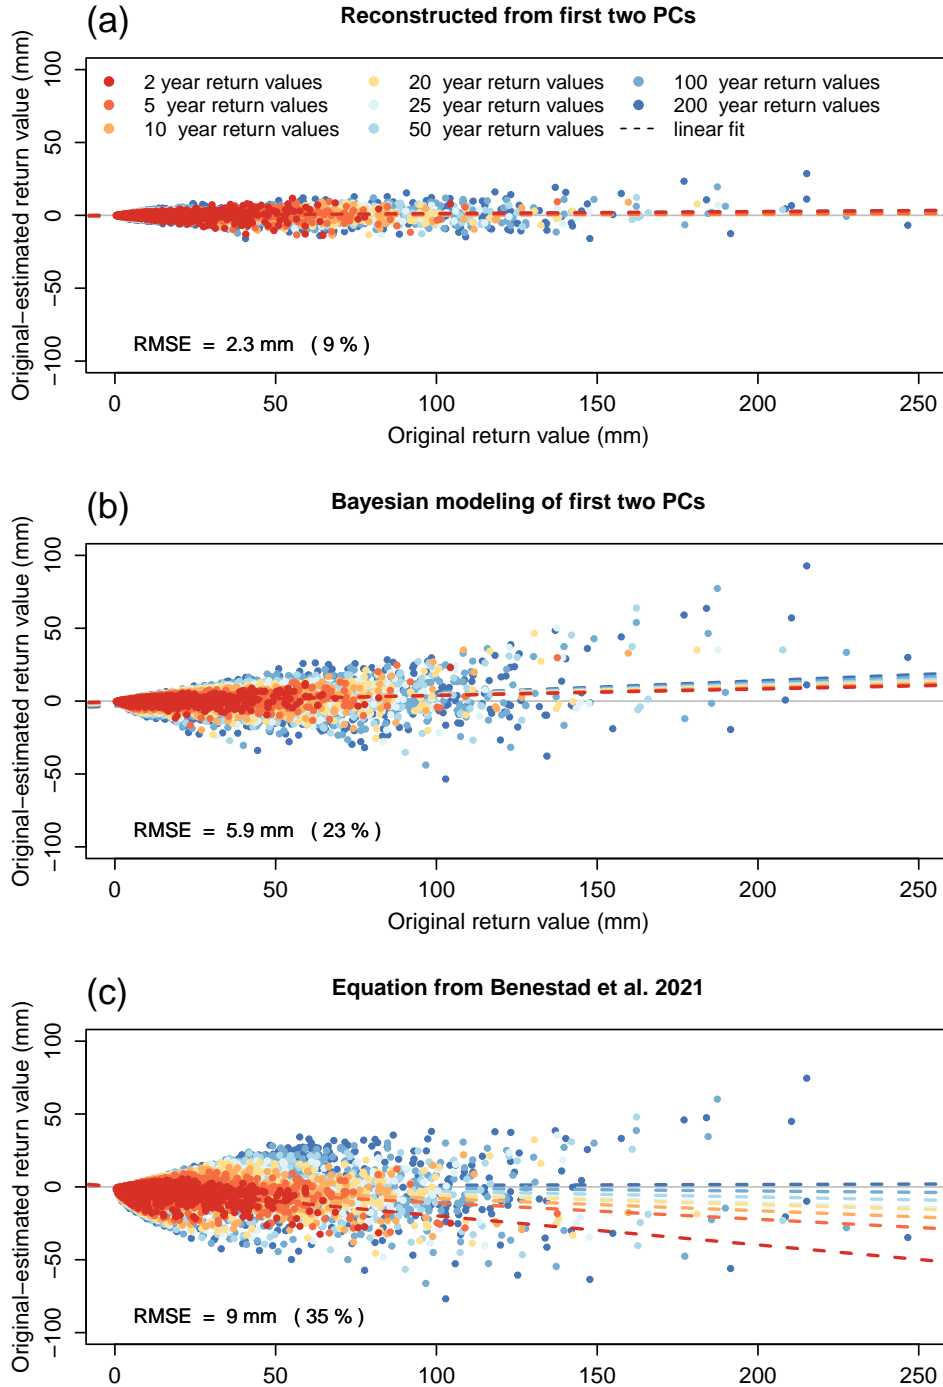 (a)
Reconstructed from first two PCs
Original−estimated return value (mm)
100
50
0
−50
−100
2 year return values
5 year return values
10 year return values
20 year return values
25 year return values
50 year return values
100 year return values
200 year return values
linear fit
RMSE = 2.3 mm ( 9 % )
0 50 100 150 200 250
Original return value (mm)
(b)
Bayesian modeling of first two PCs
Original−estimated return value (mm)
100
50
0
−50
−100
RMSE = 5.9 mm ( 23 % )
0 50 100 150 200 250
Original return value (mm)
(c)
Equation from Benestad et al. 2021
Original−estimated return value (mm)
100
50
0
−50
−100
RMSE = 9 mm ( 35 % )
0 50 100 150 200 250